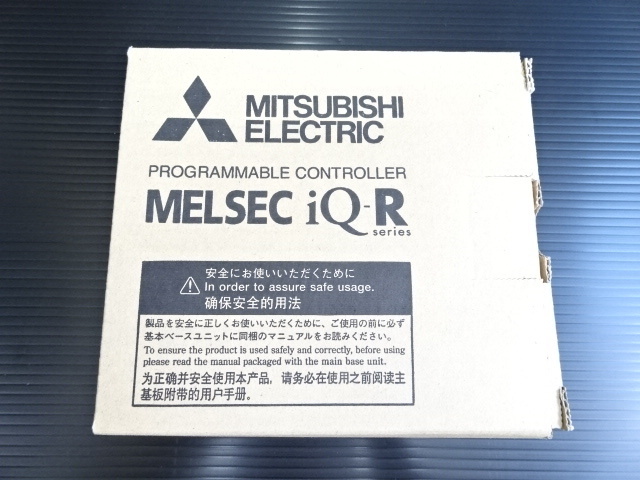 MITSUBISHI
ELECTRIC
PROGRAMMABLE CONTROLLER
MELSEC iQ-R
series
安全にお使いいただくために
In order to assure safe usage.
确保安全的用法
製品を安全に正しくお使いいただくために、ご使用の前に必ず
基本ベースユニットに同梱のマニュアルをお読みください。
To ensure the product is used safely and correctly, before using
please read the manual packaged with the main base unit.
为正确并安全使用本产品，请务必在使用之前阅读主
基板附带的用户手册。